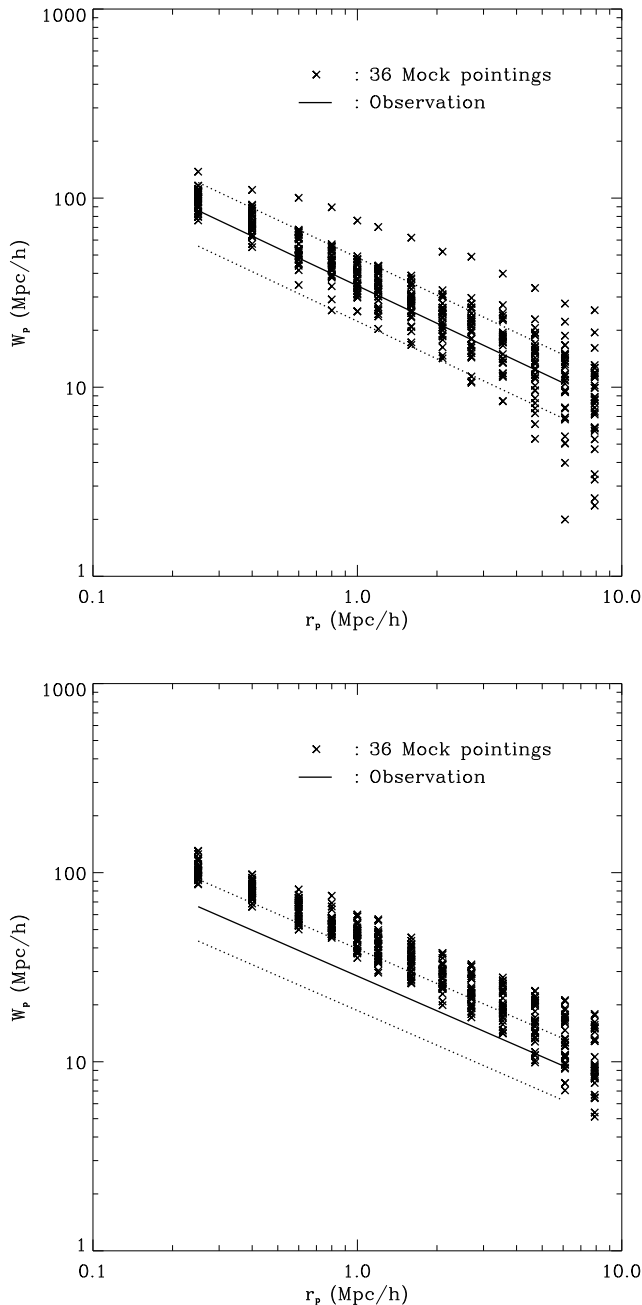 1000
× : 36 Mock pointings
— : Observation
100
W_p (Mpc/h)
10
1
0.1 1.0 10.0
r_p (Mpc/h)
1000
× : 36 Mock pointings
— : Observation
100
W_p (Mpc/h)
10
1
0.1 1.0 10.0
r_p (Mpc/h)